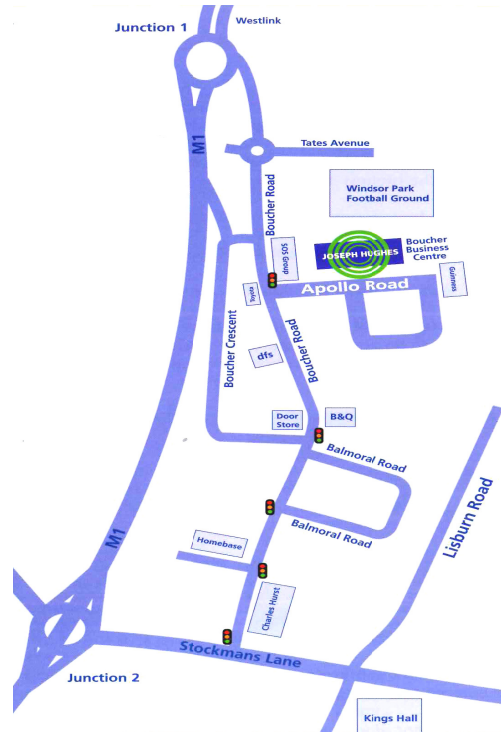 Westlink
Junction 1
M1
Tates Avenue
Boucher Road
Windsor Park
Football Ground
SOS Group
JOSEPH HUGHES
Boucher
Business
Centre
Guinness
Toyota
Apollo Road
Boucher Crescent
Boucher Road
dfs
Door
Store
B&Q
Balmoral Road
Lisburn Road
Balmoral Road
M1
Homebase
Charles Hurst
Stockmans Lane
Junction 2
Kings Hall